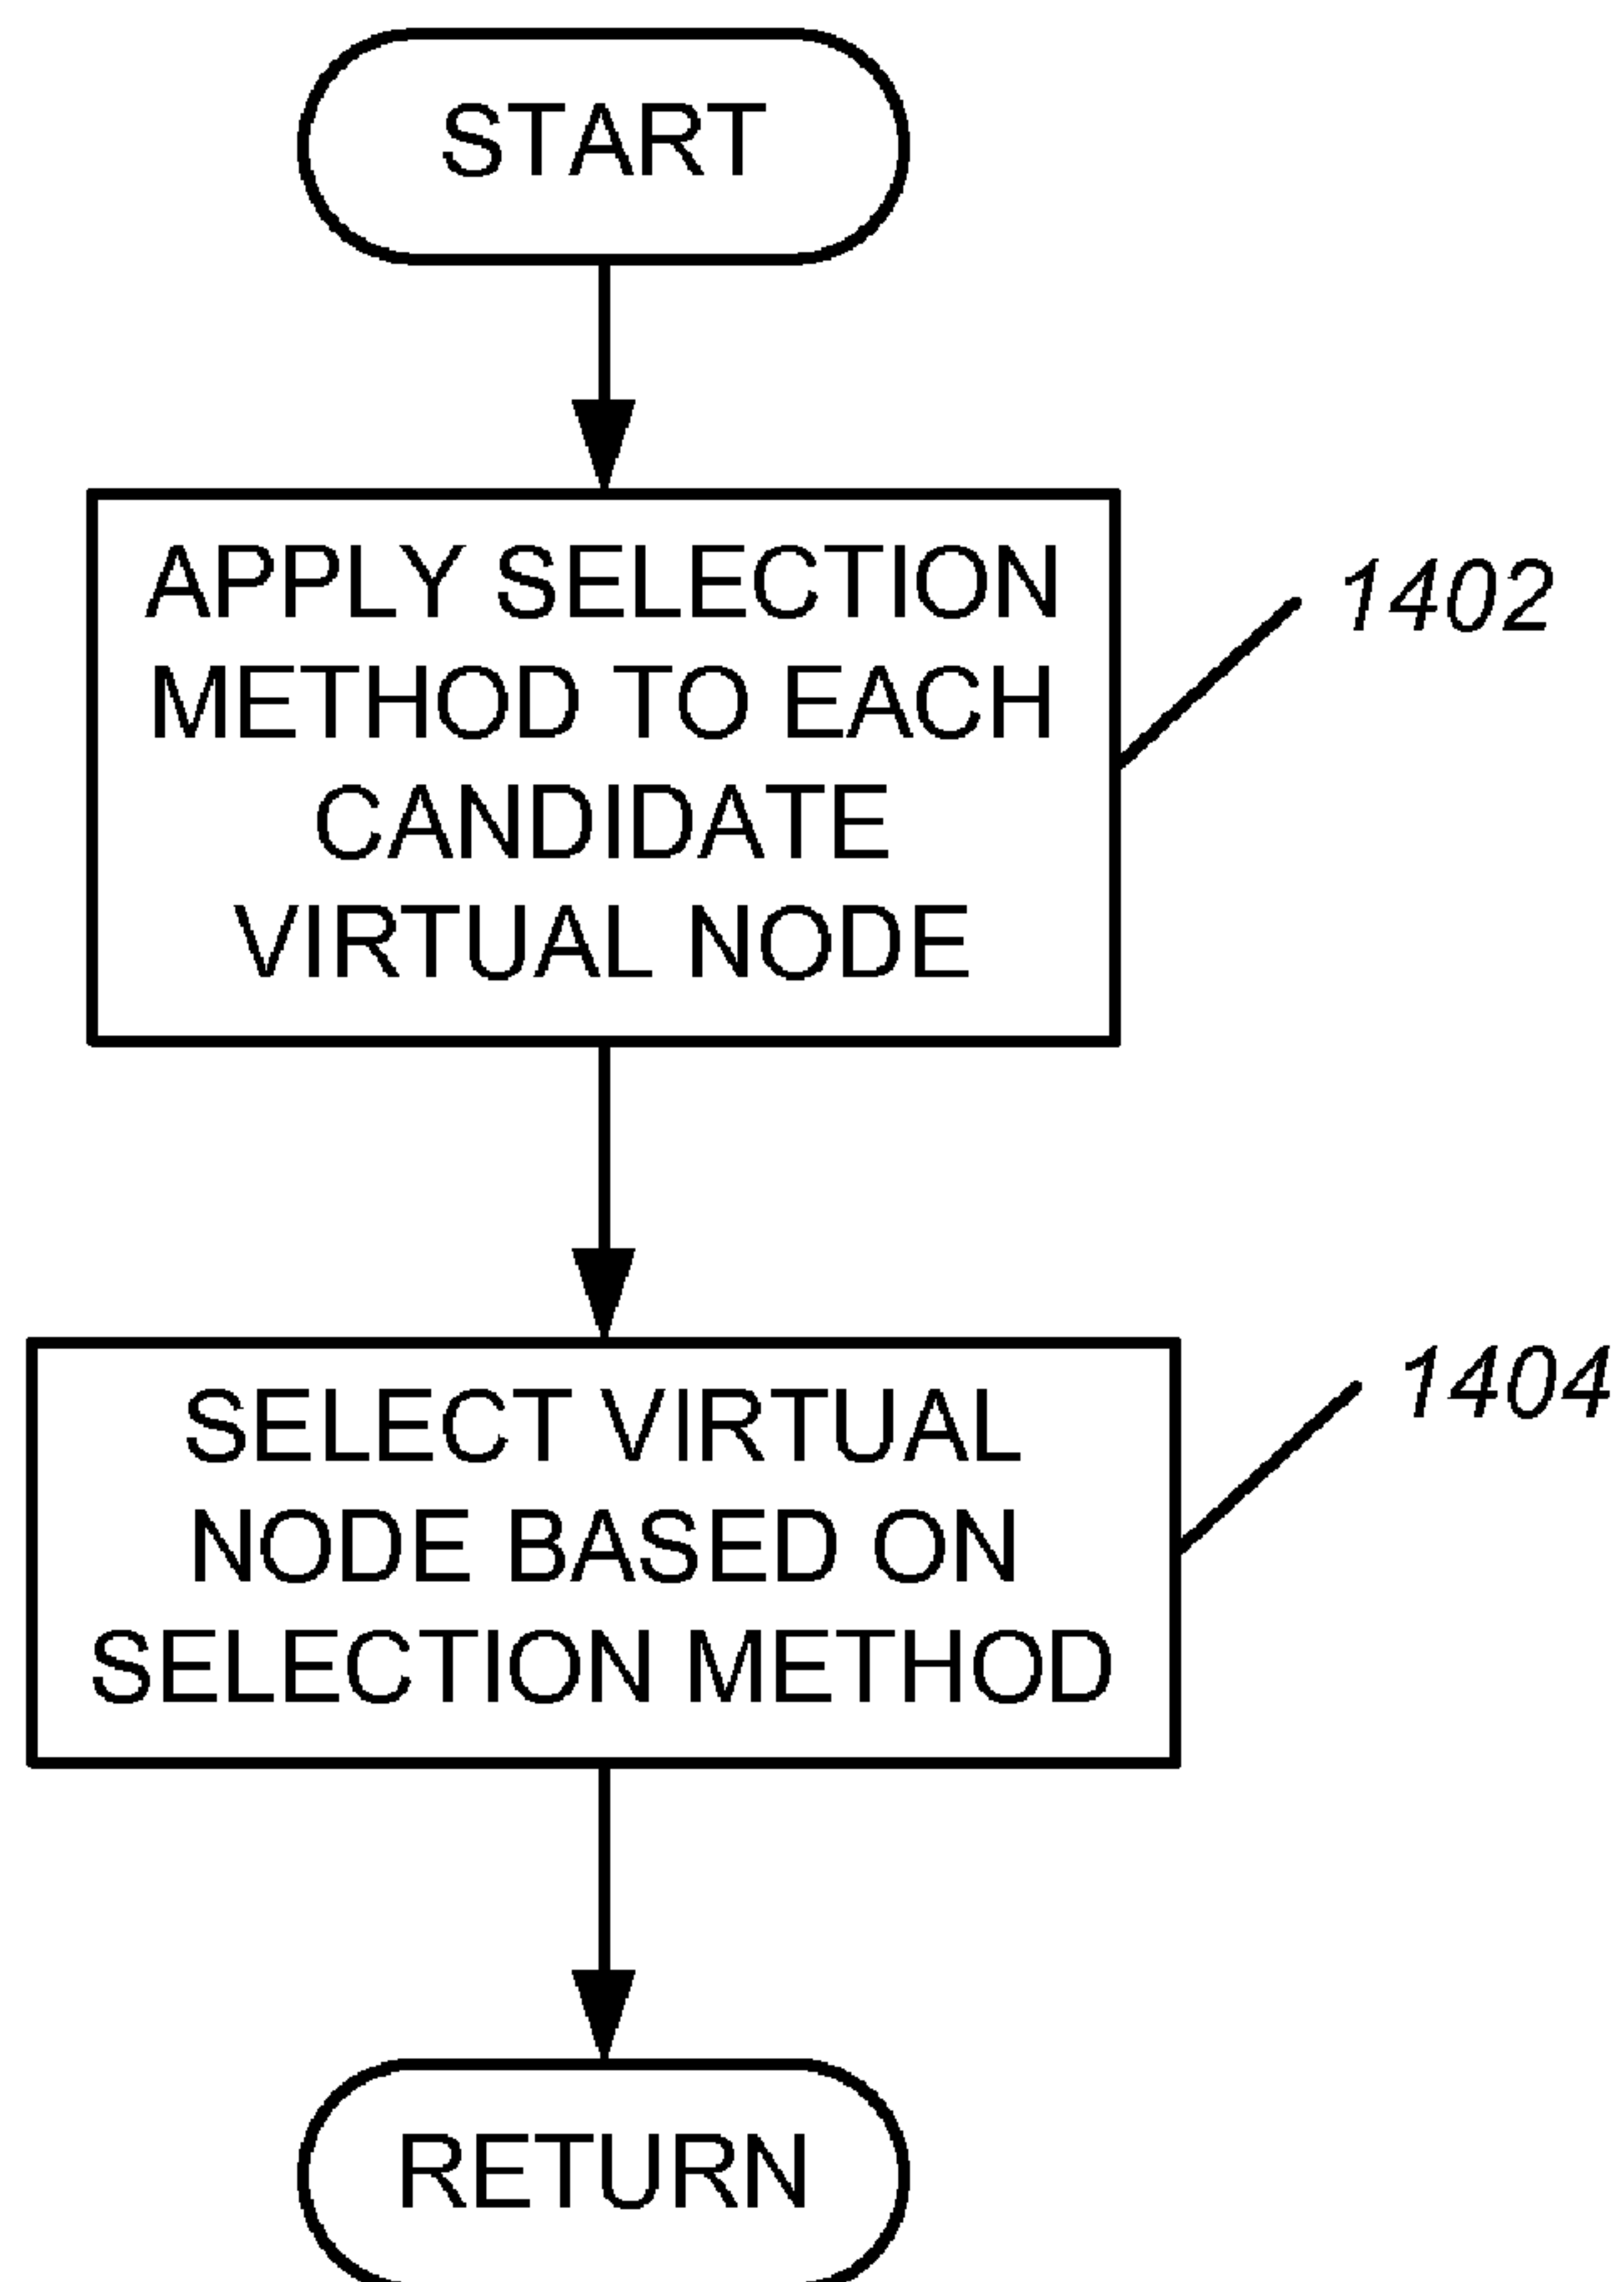 START
APPLY SELECTION
METHOD TO EACH
CANDIDATE
VIRTUAL NODE
1402
SELECT VIRTUAL
NODE BASED ON
SELECTION METHOD
1404
RETURN